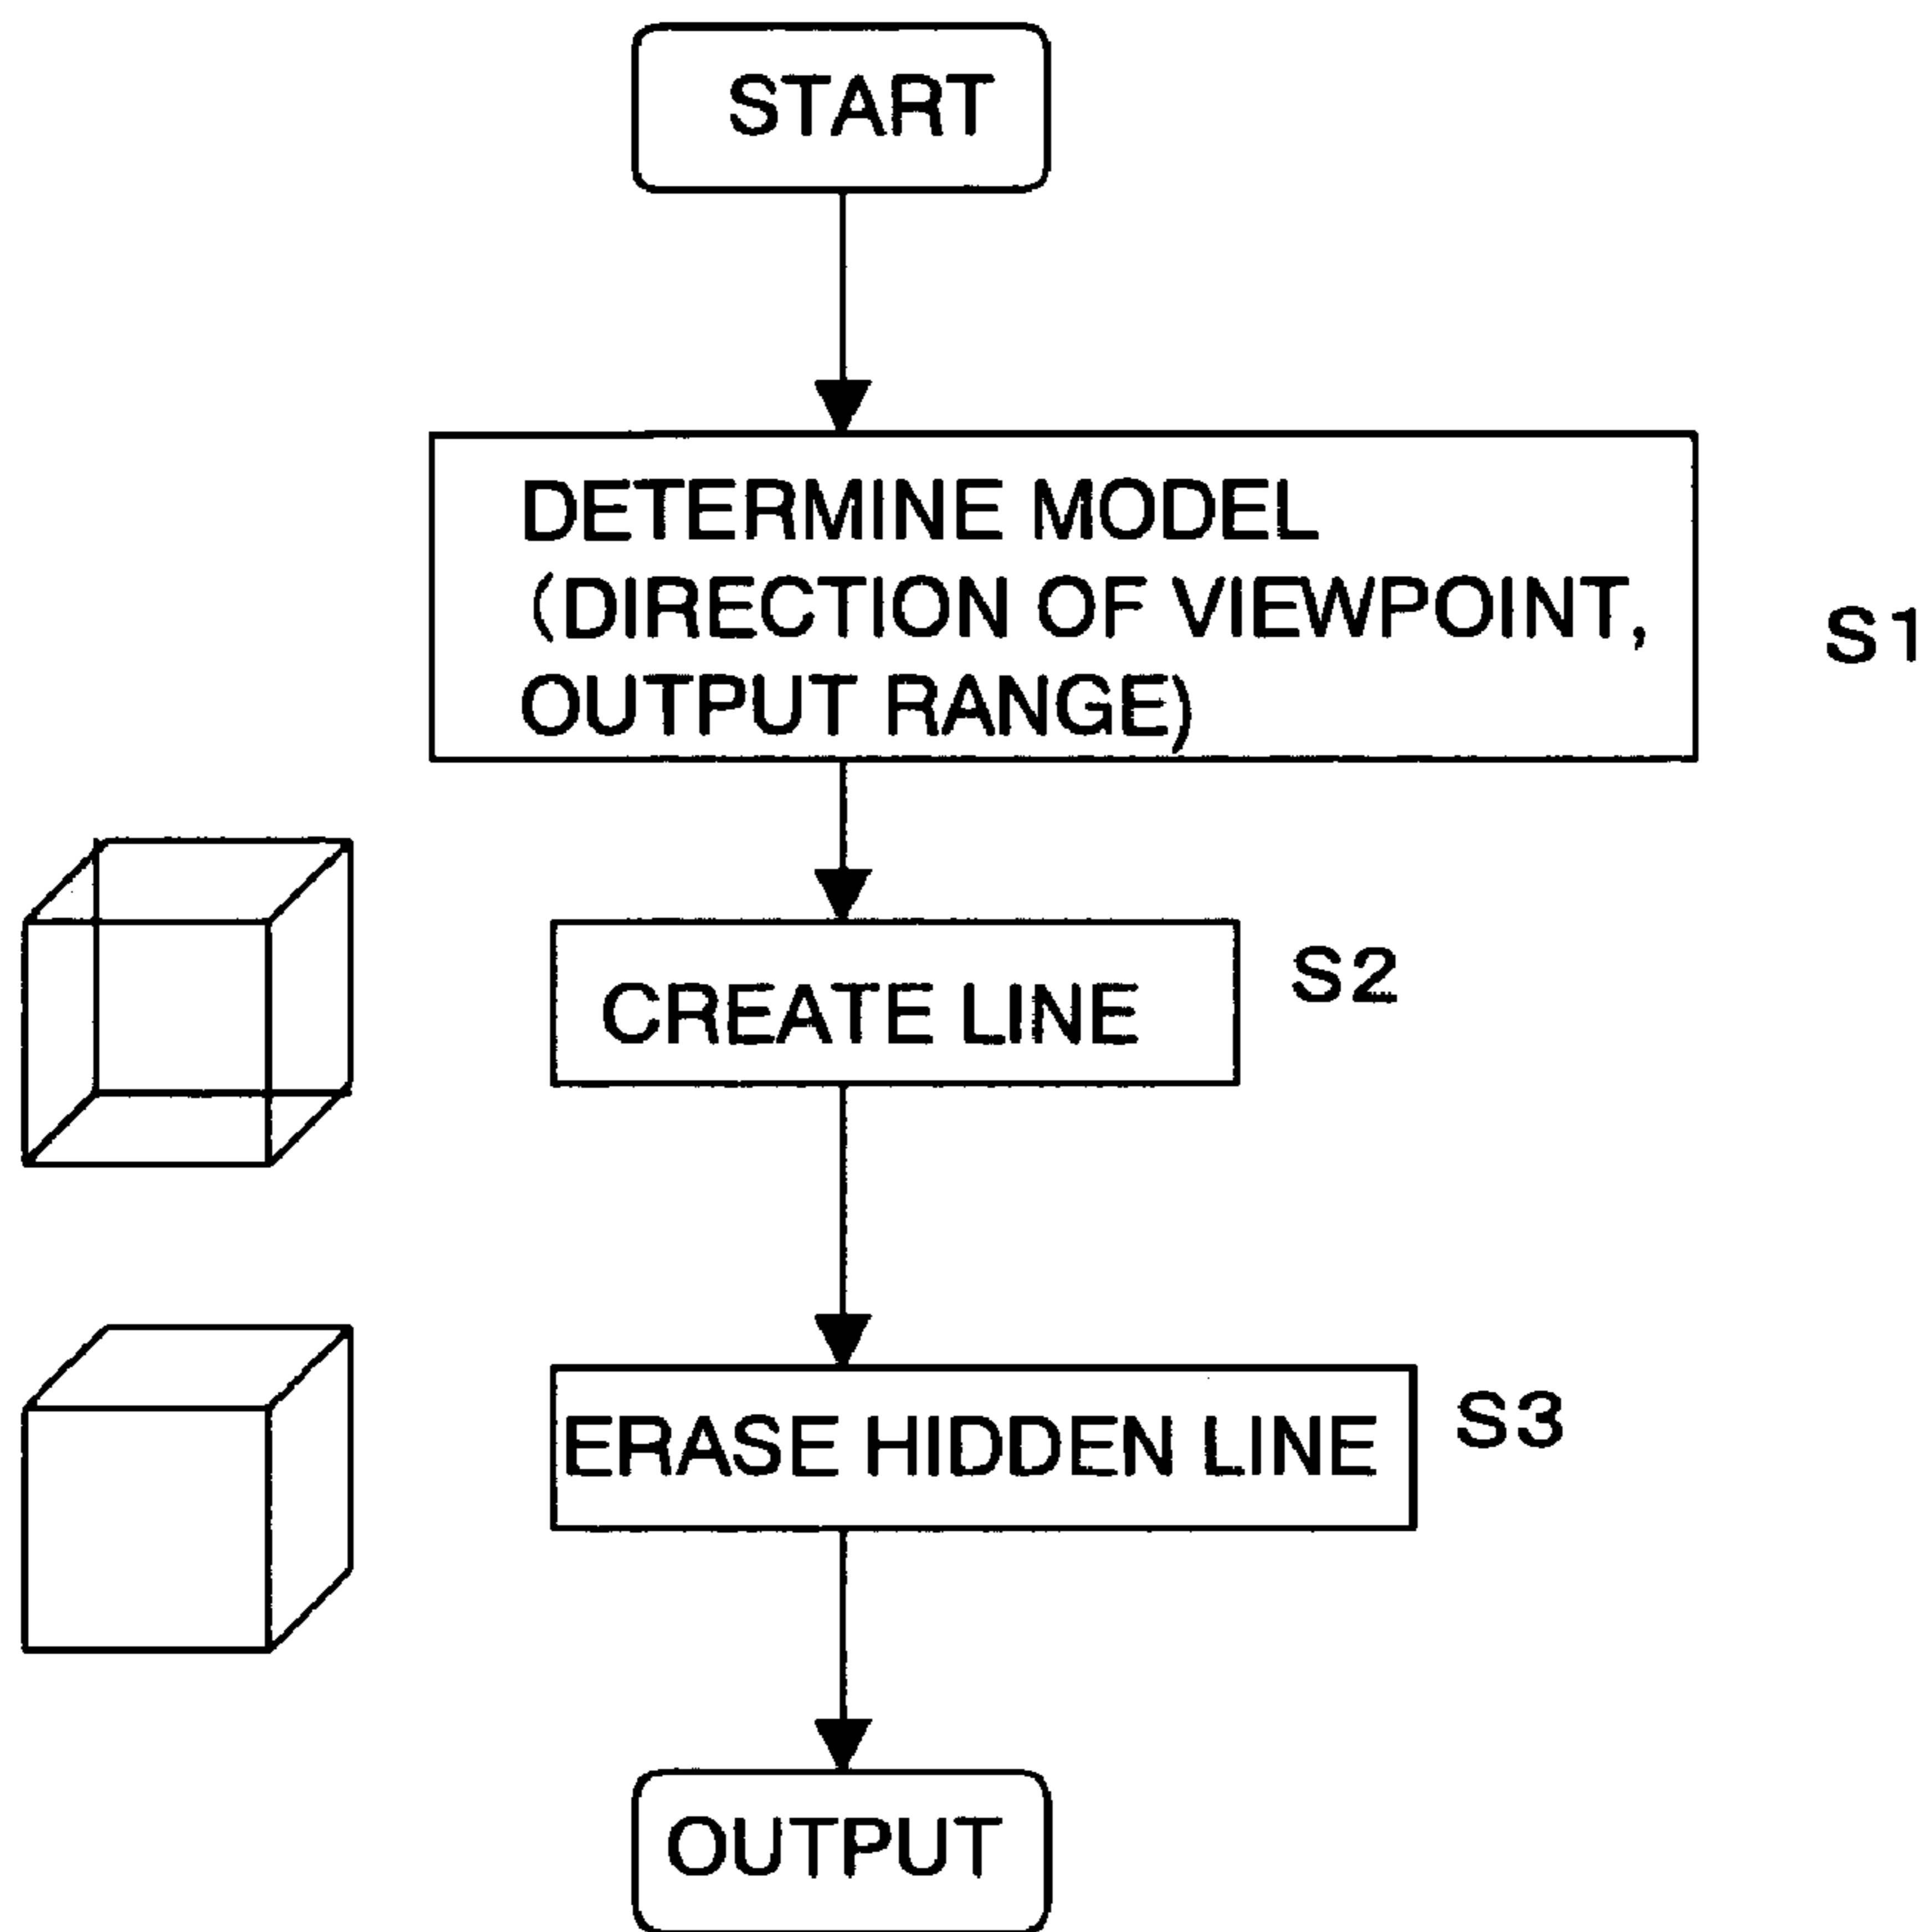 START
DETERMINE MODEL
(DIRECTION OF VIEWPOINT,
OUTPUT RANGE)
S1
CREATE LINE
S2
ERASE HIDDEN LINE
S3
OUTPUT